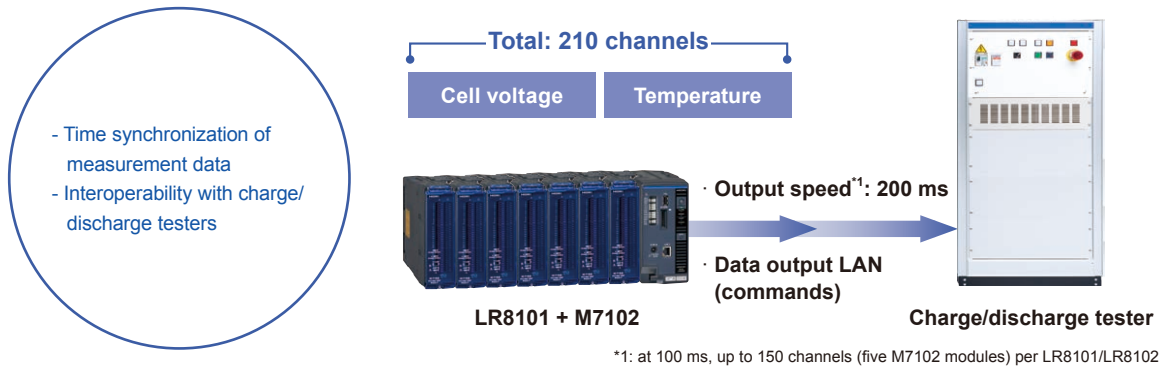 - Time synchronization of
measurement data
- Interoperability with charge/
discharge testers
Total: 210 channels
Cell voltage
Temperature
· Output speed*1: 200 ms
· Data output LAN
(commands)
LR8101 + M7102
Charge/discharge tester
*1: at 100 ms, up to 150 channels (five M7102 modules) per LR8101/LR8102